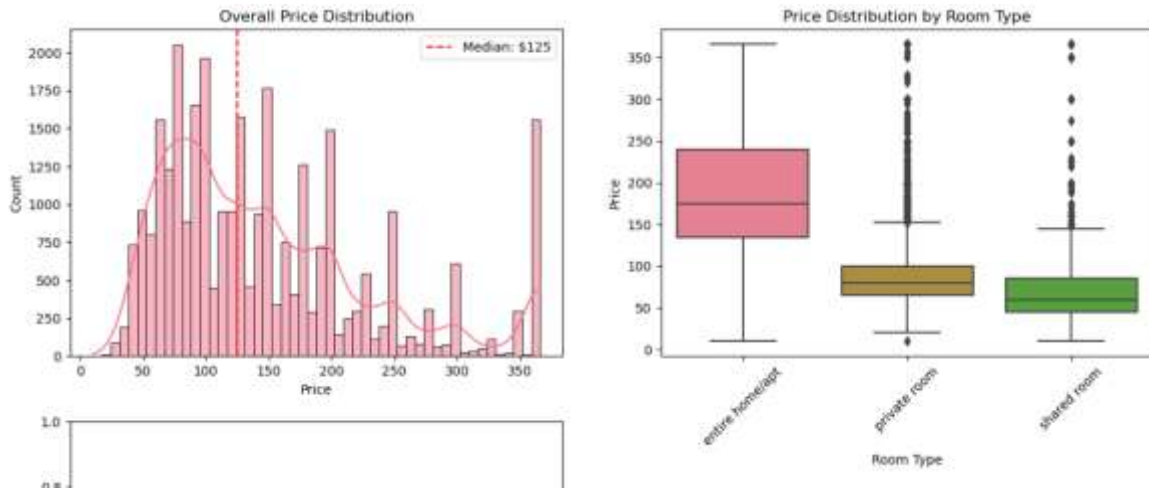 Overall Price Distribution
2000
1750
1500
1250
1000
750
500
250
0
Count
Median: $125
0 50 100 150 200 250 300 350
Price
Price Distribution by Room Type
350
300
250
200
150
100
50
0
Price
entire home/apt
private room
shared room
Room Type
1.0
0.8